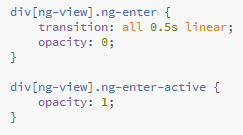 div[ng-view].ng-enter {
    transition: all 0.5s linear;
    opacity: 0;
}

div[ng-view].ng-enter-active {
    opacity: 1;
}